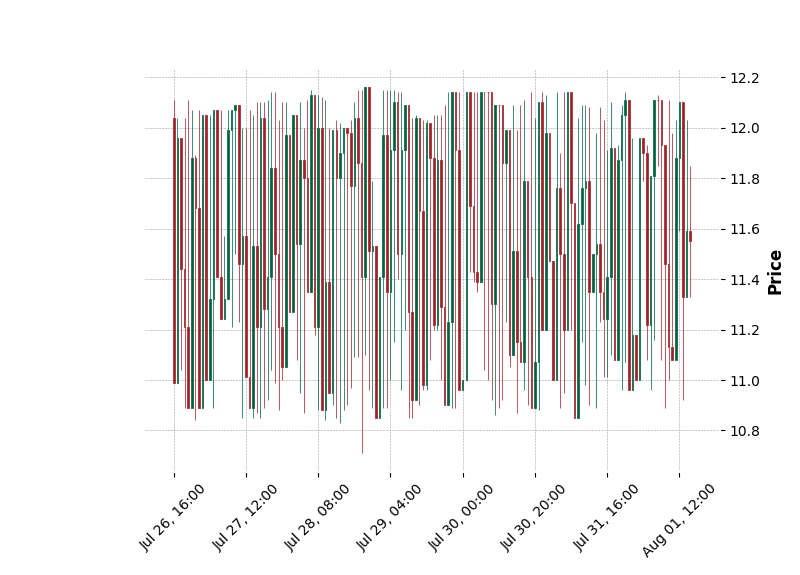 12.2
12.0
11.8
11.6
11.4
11.2
11.0
10.8
Price
Jul 26, 16:00
Jul 27, 12:00
Jul 28, 08:00
Jul 29, 04:00
Jul 30, 00:00
Jul 30, 20:00
Jul 31, 16:00
Aug 01, 12:00